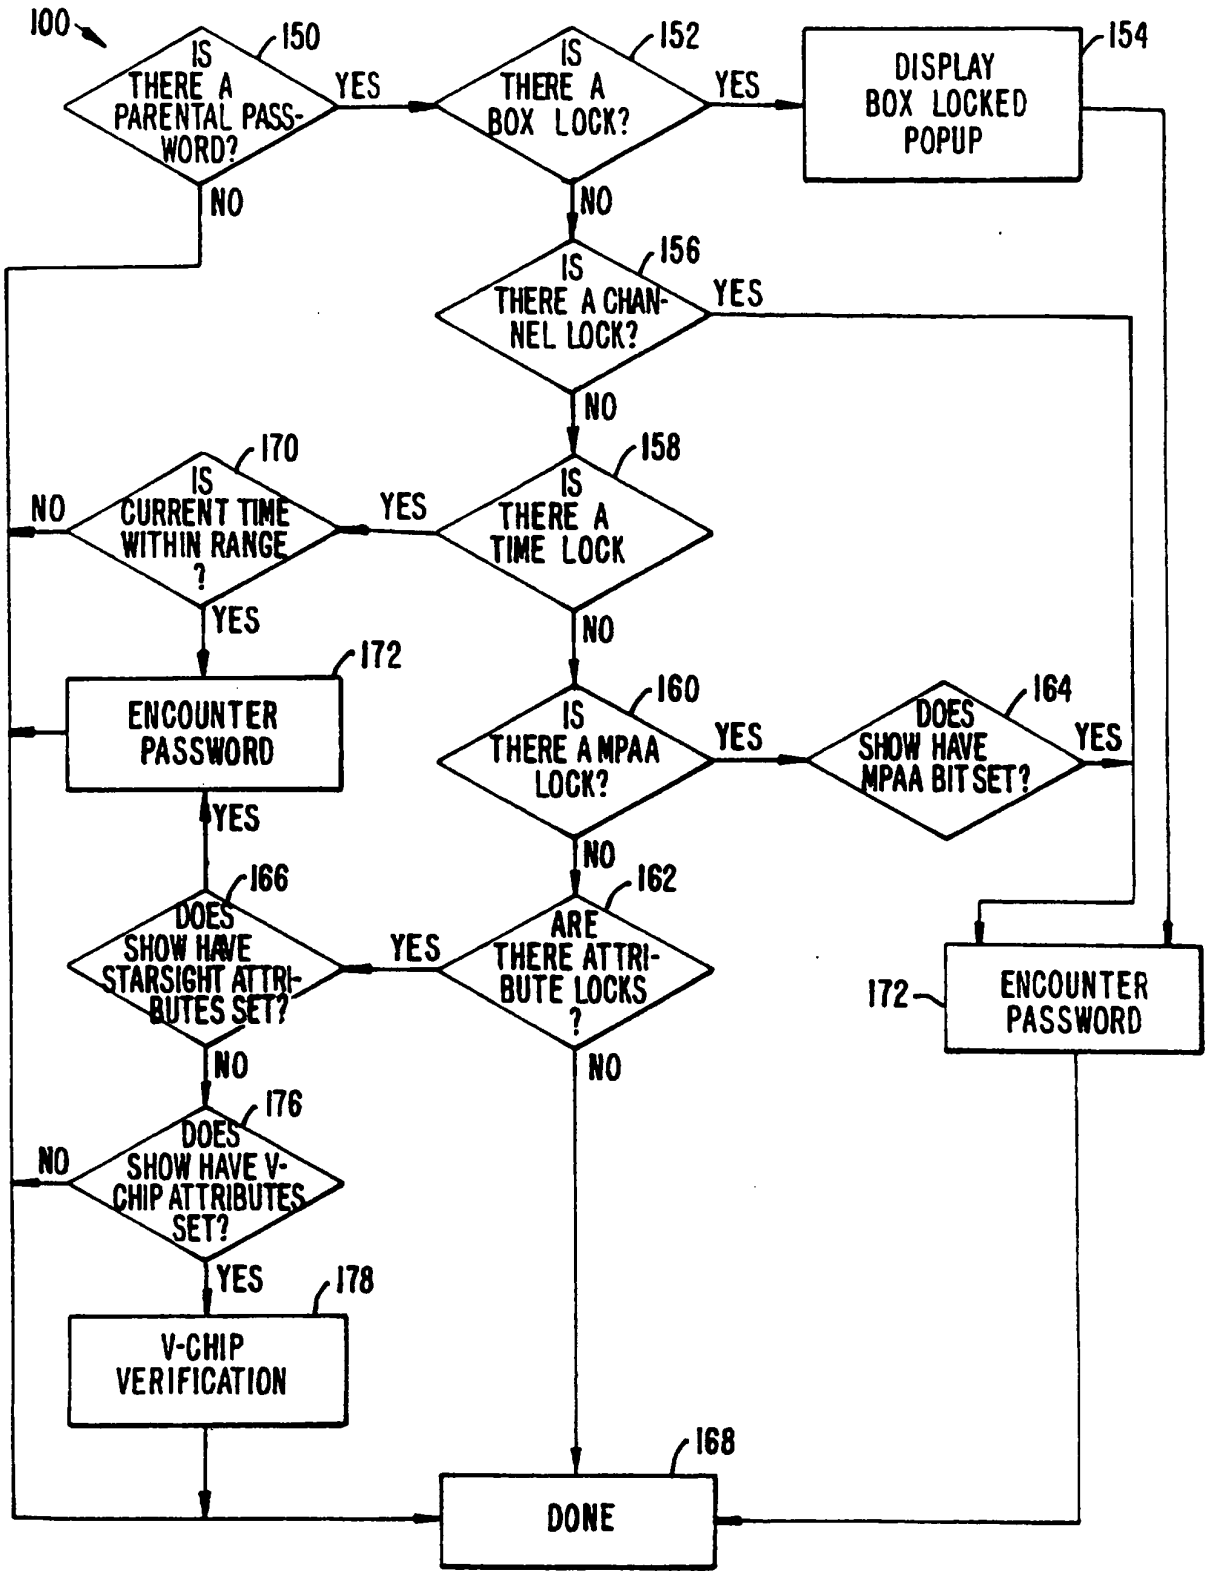 100
150
IS
THERE A
PARENTAL PASS-
WORD?
YES
NO
152
IS
THERE A
BOX LOCK?
YES
NO
154
DISPLAY
BOX LOCKED
POPUP
156
IS
THERE A CHAN-
NEL LOCK?
YES
NO
170
IS
CURRENT TIME
WITHIN RANGE
?
NO
YES
158
IS
THERE A
TIME LOCK
YES
NO
172
ENCOUNTER
PASSWORD
160
IS
THERE A MPAA
LOCK?
YES
NO
164
DOES
SHOW HAVE
MPAA BIT SET?
YES
YES
166
DOES
SHOW HAVE
STARSIGHT ATTRI-
BUTES SET?
NO
162
ARE
THERE ATTRI-
BUTE LOCKS
?
YES
NO
172
ENCOUNTER
PASSWORD
176
DOES
SHOW HAVE V-
CHIP ATTRIBUTES
SET?
NO
YES
178
V-CHIP
VERIFICATION
168
DONE